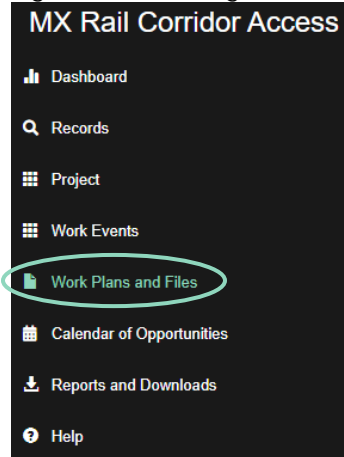 MX Rail Corridor Access
Dashboard
Records
Project
Work Events
Work Plans and Files
Calendar of Opportunities
Reports and Downloads
Help